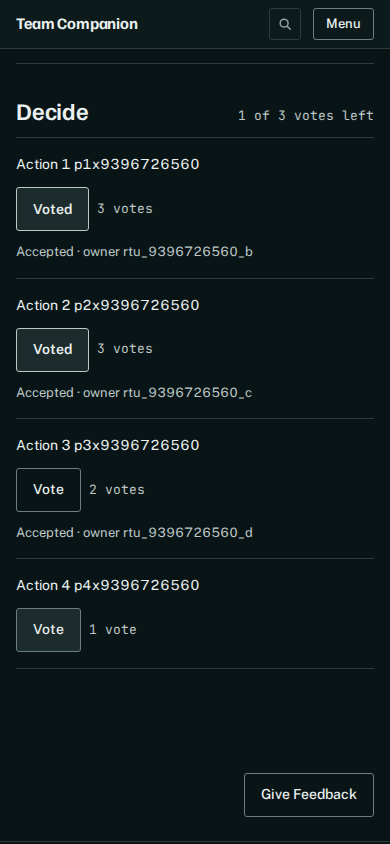 Team Companion
Menu
Decide
1 of 3 votes left
Action 1 p1x9396726560
Voted
3 votes
Accepted · owner rtu_9396726560_b
Action 2 p2x9396726560
Voted
3 votes
Accepted · owner rtu_9396726560_c
Action 3 p3x9396726560
Vote
2 votes
Accepted · owner rtu_9396726560_d
Action 4 p4x9396726560
Vote
1 vote
Give Feedback